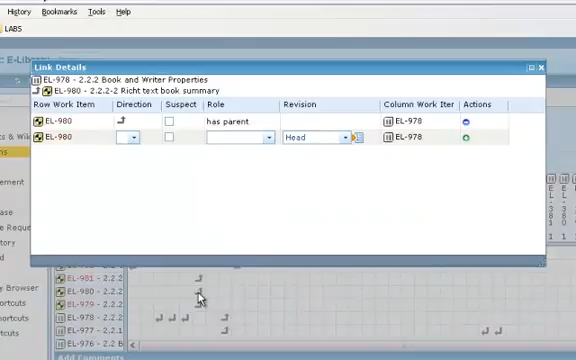 History Bookmarks Tools Help
LABS
E-Library
Link Details
EL-978 - 2.2.2 Book and Writer Properties
EL-980 - 2.2.2-2 Richt text book summary
Row Work Item Direction Suspect Role Revision Column Work Iter Actions
EL-980 has parent EL-978
EL-980 Head EL-978
EL-981 - 2.2.2
EL-980 - 2.2.2
EL-979 - 2.2.2
EL-978 - 2.2.2
EL-977 - 2.2.1
EL-976 - 2.2 B
Add Comments